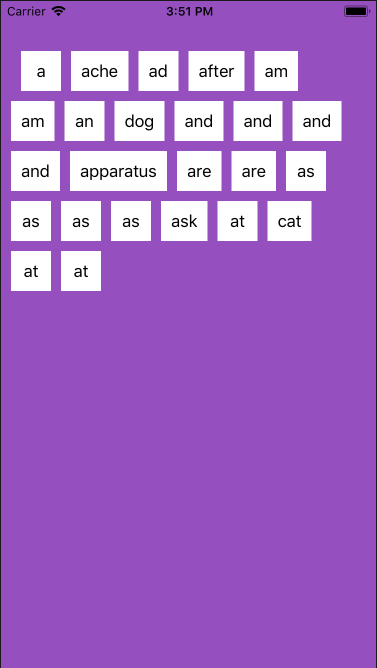 Carrier 3:51 PM
a ache ad after am
am an dog and and and
and apparatus are are as
as as as ask at cat
at at